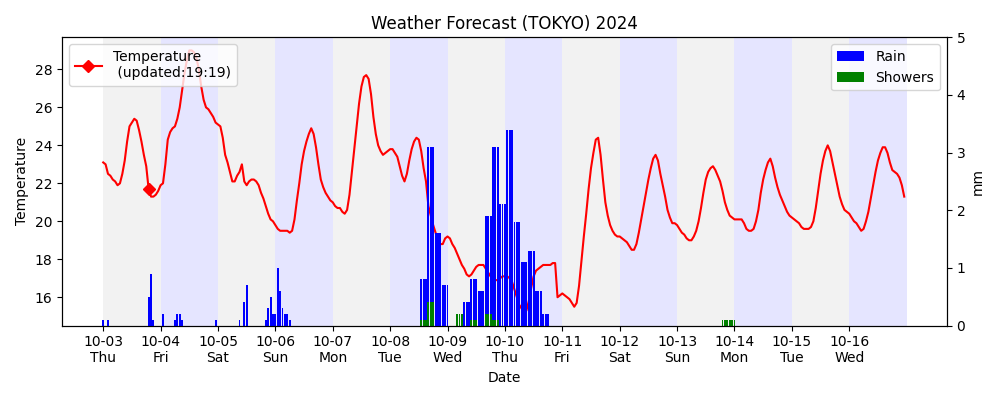 Weather Forecast (TOKYO) 2024
Temperature
(updated:19:19)
Rain
Showers
Temperature
28
26
24
22
20
18
16
5
4
3
2
1
0
mm
10-03 10-04 10-05 10-06 10-07 10-08 10-09 10-10 10-11 10-12 10-13 10-14 10-15 10-16
Thu Fri Sat Sun Mon Tue Wed Thu Fri Sat Sun Mon Tue Wed
Date